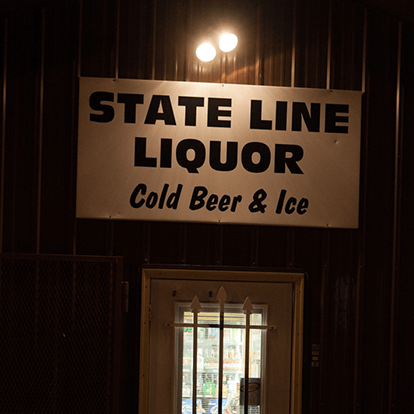 STATE LINE
LIQUOR
Cold Beer & Ice